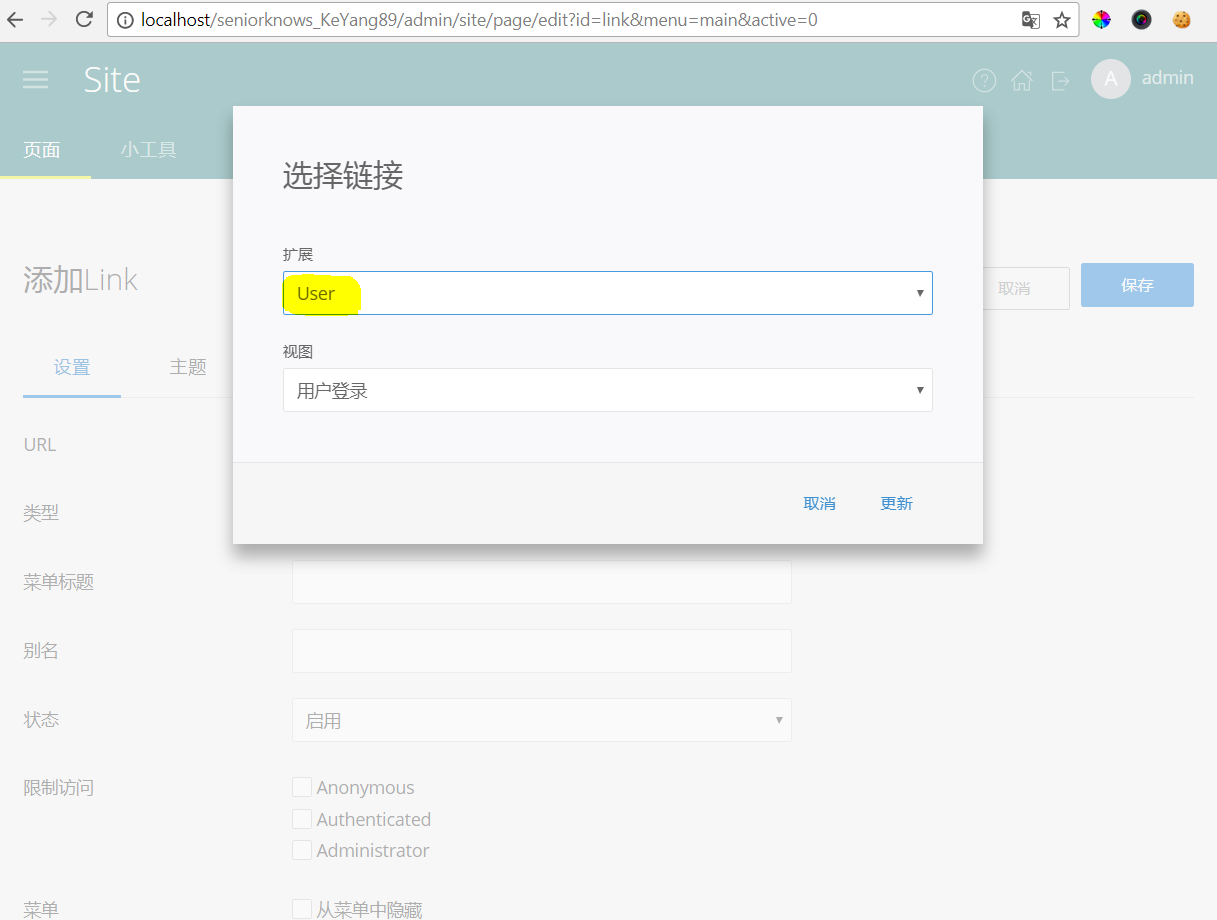 localhost/seniorknows_KeYang89/admin/site/page/edit?id=link&menu=main&active=0
Site
? A admin
页面 小工具
选择链接
扩展
添加Link
User
取消 保存
视图
设置 主题
用户登录
URL
取消 更新
类型
菜单标题
别名
状态 启用
限制访问 Anonymous
Authenticated
Administrator
菜单 从菜单中隐藏